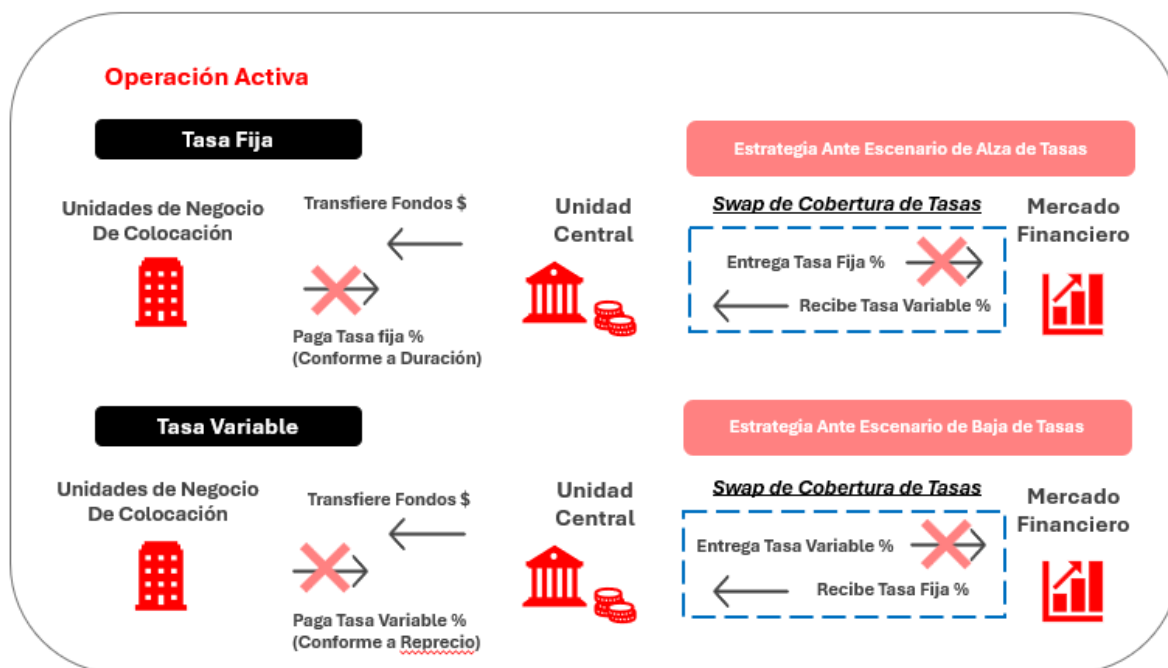 Operación Activa
Tasa Fija
Estrategia Ante Escenario de Alza de Tasas
Unidades de Negocio
De Colocación
Transfiere Fondos $
Paga Tasa fija %
(Conforme a Duración)
Unidad
Central
Swap de Cobertura de Tasas
Entrega Tasa Fija %
Recibe Tasa Variable %
Mercado
Financiero
Tasa Variable
Estrategia Ante Escenario de Baja de Tasas
Unidades de Negocio
De Colocación
Transfiere Fondos $
Paga Tasa Variable %
(Conforme a Reprecio)
Unidad
Central
Swap de Cobertura de Tasas
Entrega Tasa Variable %
Recibe Tasa Fija %
Mercado
Financiero